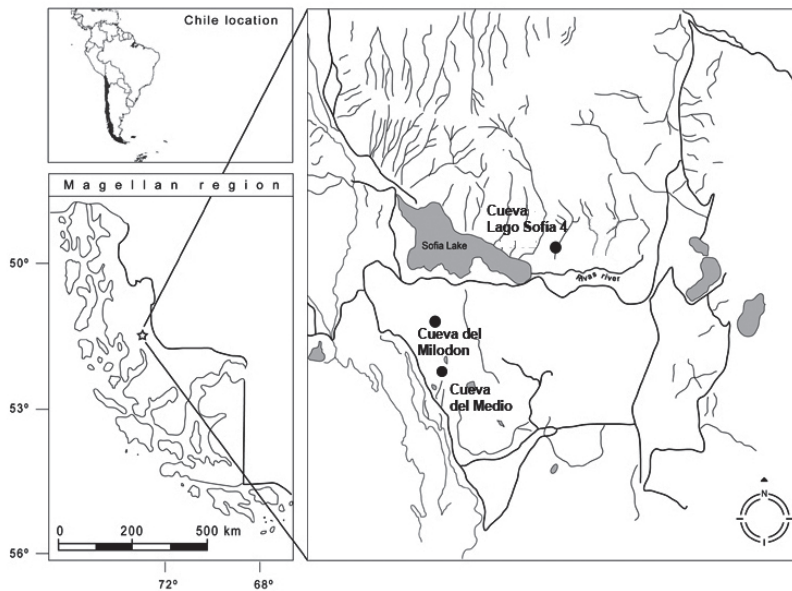 Chile location
Magellan region
50°
53°
56°
72°
68°
0
200
500 km
Cueva
Lago Sofía 4
Sofia Lake
Rivas river
Cueva del
Milodon
Cueva
del Medio
N